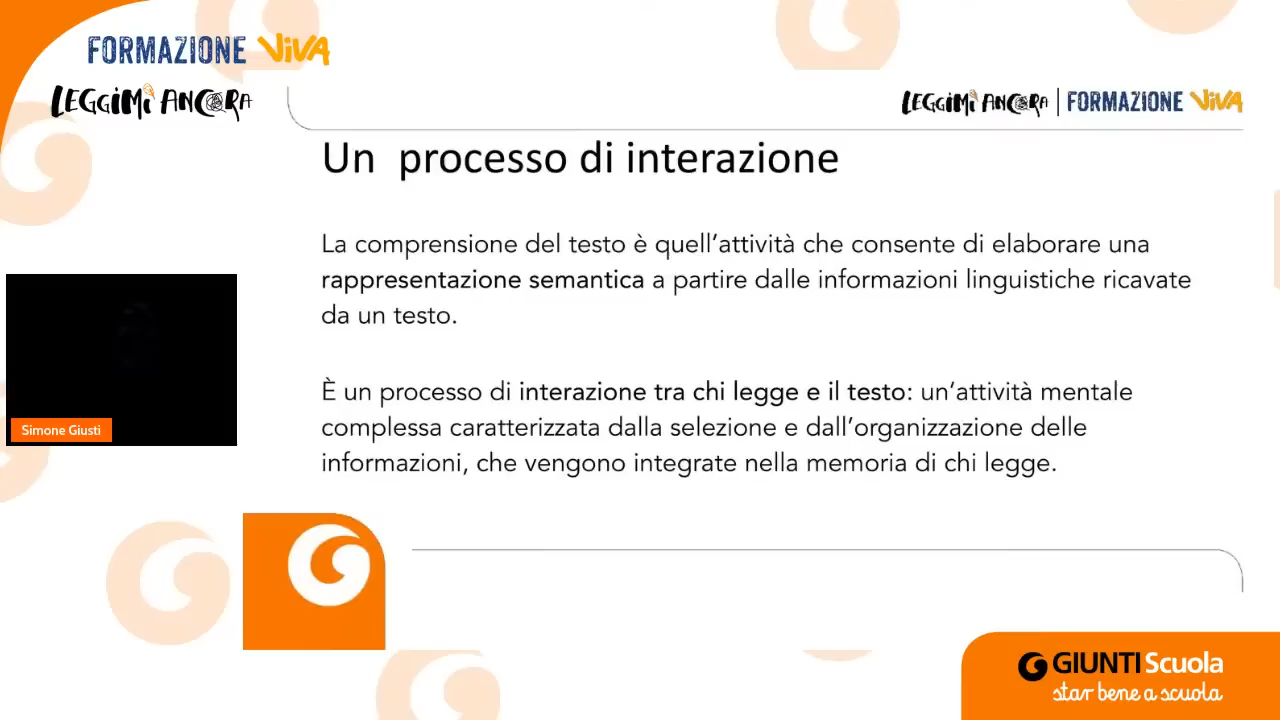 FORMAZIONE VIVA
LEGGIMI ANCORA
LEGGIMI ANCORA | FORMAZIONE VIVA
Un  processo di interazione
La comprensione del testo è quell’attività che consente di elaborare una
rappresentazione semantica a partire dalle informazioni linguistiche ricavate
da un testo.
È un processo di interazione tra chi legge e il testo: un’attività mentale
complessa caratterizzata dalla selezione e dall’organizzazione delle
informazioni, che vengono integrate nella memoria di chi legge.
Simone Giusti
GIUNTI Scuola
star bene a scuola